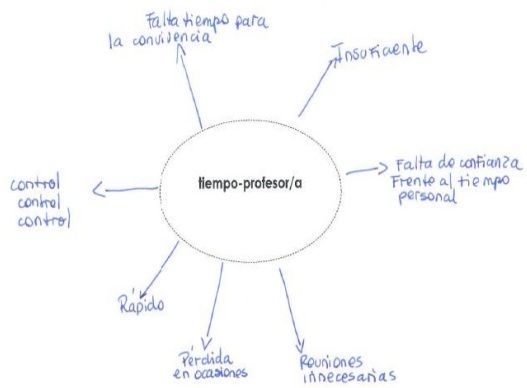 Falta tiempo para
la convivencia
Insuficiente
tiempo-profesor/a
Falta de confianza
Frente al tiempo
personal
control
control
control
Rápido
Pérdida
en ocasiones
Reuniones
innecesarias